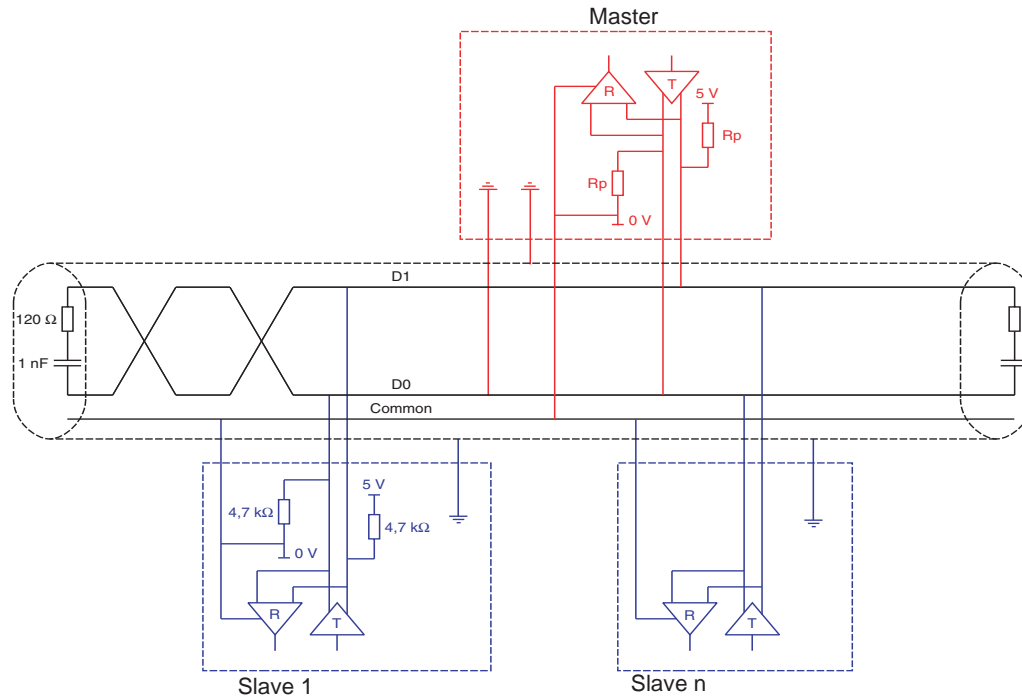 Master
R
T
5 V
Rp
Rp
0 V
D1
120 Ω
1 nF
D0
Common
5 V
4,7 kΩ
4,7 kΩ
0 V
R
T
R
T
Slave 1
Slave n